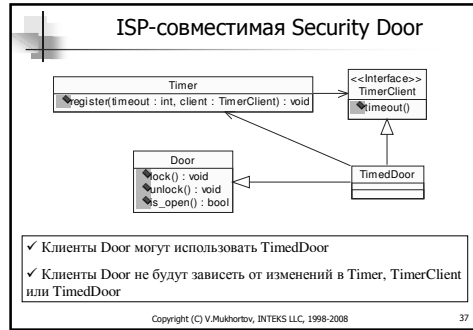 ISP-совместимая Security Door
Timer
register(timeout : int, client : TimerClient) : void
<<Interface>>
TimerClient
timeout()
Door
lock() : void
unlock() : void
is_open() : bool
TimedDoor
✓ Клиенты Door могут использовать TimedDoor
✓ Клиенты Door не будут зависеть от изменений в Timer, TimerClient
или TimedDoor
Copyright (C) V.Mukhortov, INTEKS LLC, 1998-2008
37